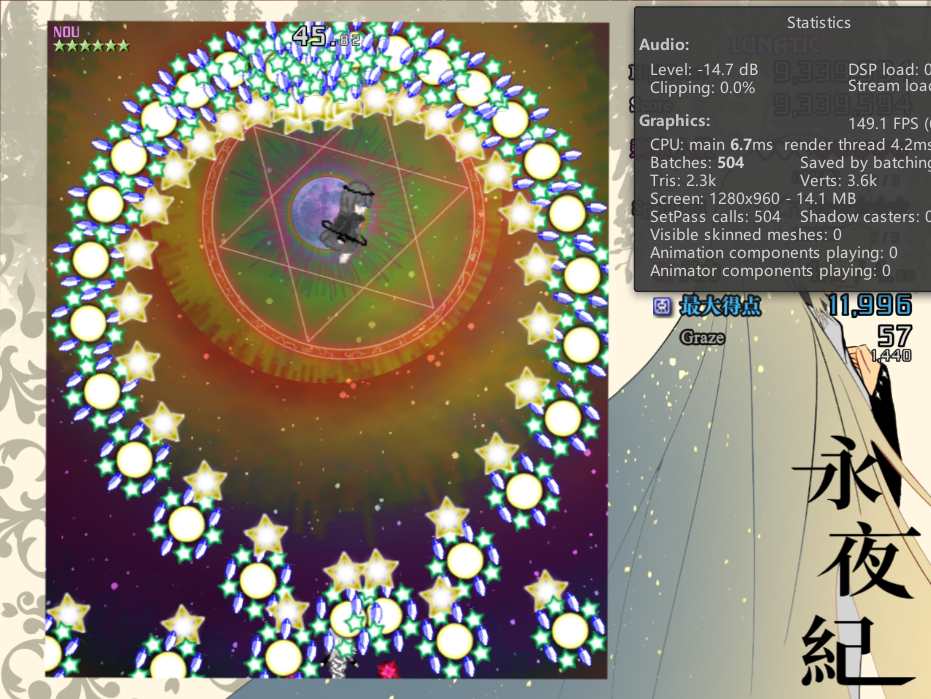 NOU
45.82
Statistics
LUNATIC
Audio:
Level: -14.7 dB
DSP load: 0
Clipping: 0.0%
Stream load
9,339,594
Graphics:
149.1 FPS (6
CPU: main 6.7ms
render thread 4.2ms
Batches: 504
Saved by batching
Tris: 2.3k
Verts: 3.6k
Screen: 1280x960 - 14.1 MB
SetPass calls: 504
Shadow casters: 0
Visible skinned meshes: 0
Animation components playing: 0
Animator components playing: 0
最大得点
11,996
57
Graze
1,440
永
夜
紀